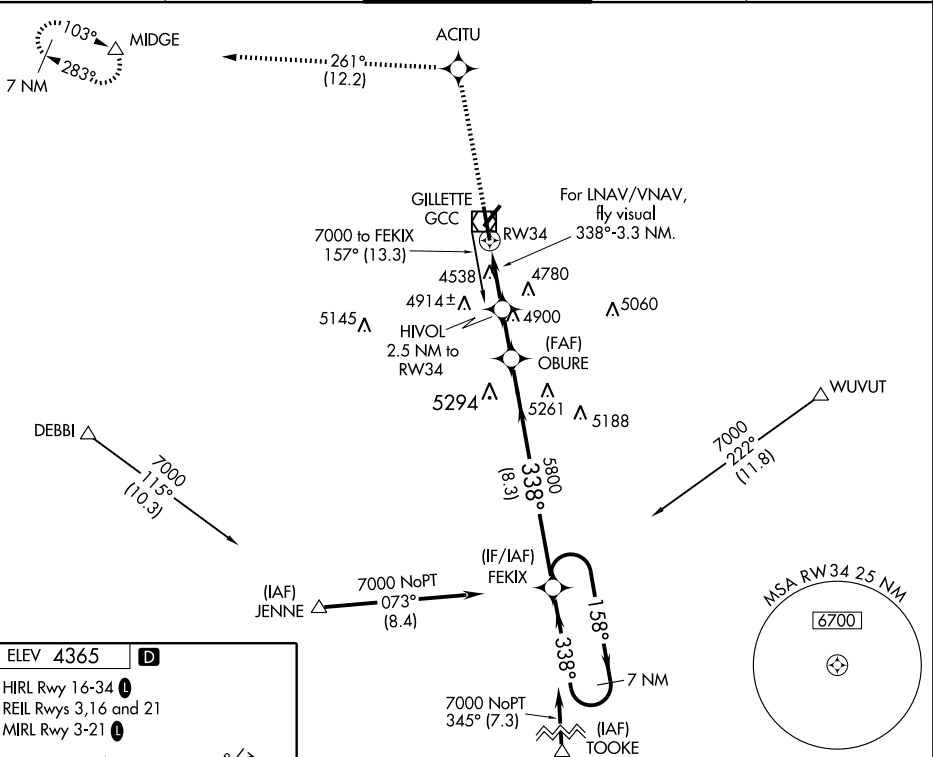 103°
MIDGE
283°
7 NM
ACITU
261°
(12.2)
GILLETTE
GCC
RW34
For LNAV/VNAV,
fly visual
338°-3.3 NM.
7000 to FEKIX
157° (13.3)
4538
4780
4914±
4900
5060
5145
HIVOL
2.5 NM to
RW34
(FAF)
OBURE
5294
5261
5188
WUVUT
7000
222°
(11.8)
DEBBI
7000
115°
(10.3)
5800
338°
(8.3)
(IF/IAF)
FEKIX
(IAF)
JENNE
7000 NoPT
073°
(8.4)
158°
338°
7 NM
7000 NoPT
345° (7.3)
(IAF)
TOOKE
MSA RW34 25 NM
6700
ELEV 4365 D
HIRL Rwy 16-34 L
REIL Rwys 3,16 and 21
MIRL Rwy 3-21 L